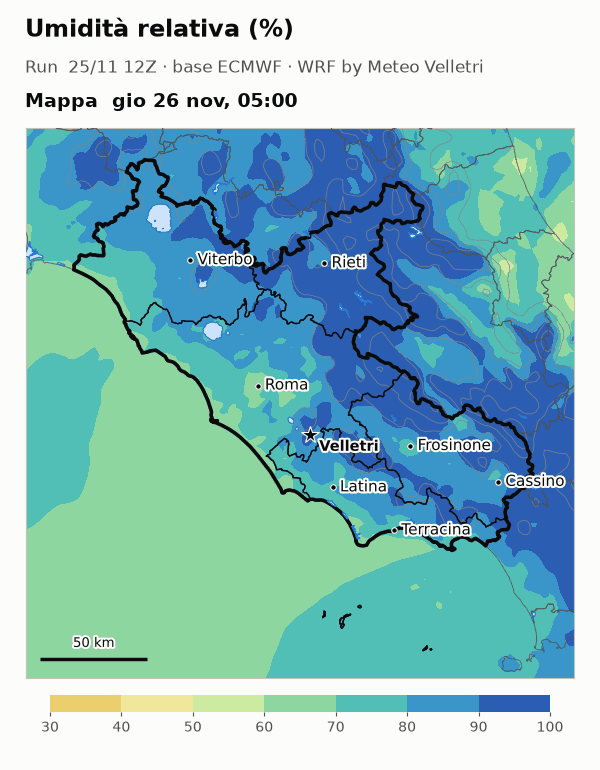 Umidità relativa (%)
Run 25/11 12Z · base ECMWF · WRF by Meteo Velletri
Mappa gio 26 nov, 05:00
Viterbo
Rieti
Roma
Velletri
Frosinone
Cassino
Latina
Terracina
50 km
30 40 50 60 70 80 90 100